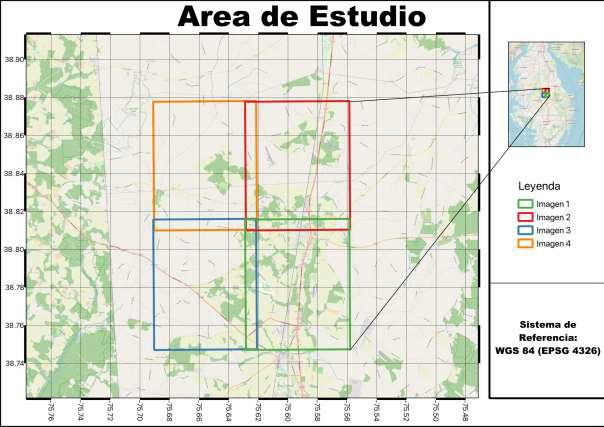 Area de Estudio
38.90
38.88
38.86
38.84
38.82
38.80
38.78
38.76
38.74
-75.76
-75.74
-75.72
-75.70
-75.68
-75.66
-75.64
-75.62
-75.60
-75.58
-75.56
-75.54
-75.52
-75.50
-75.48
Leyenda
Imagen 1
Imagen 2
Imagen 3
Imagen 4
Sistema de
Referencia:
WGS 84 (EPSG 4326)